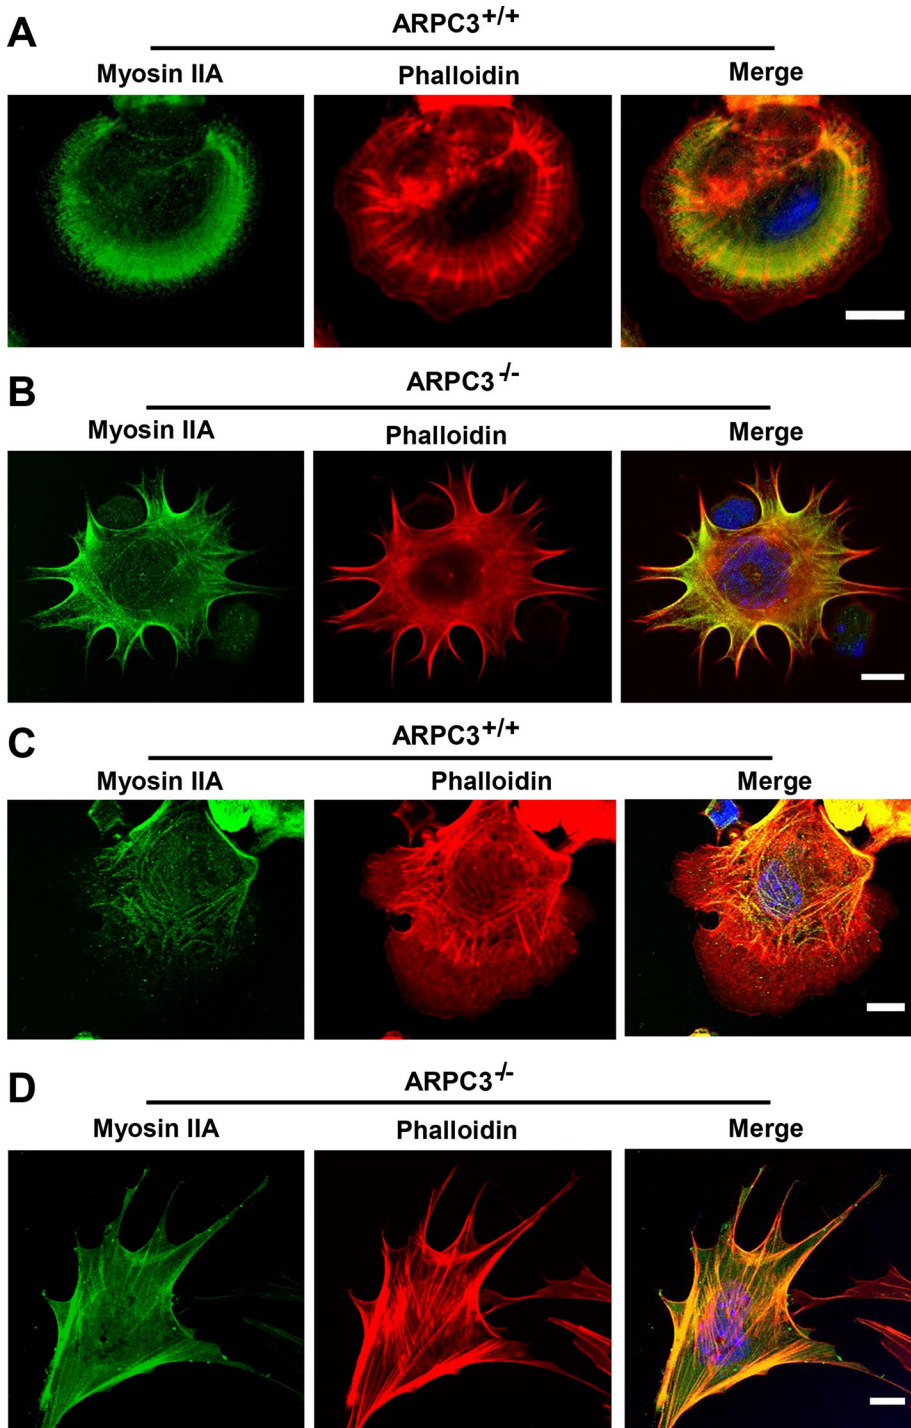 A
ARPC3+/+
Myosin IIA Phalloidin Merge
B
ARPC3-/-
Myosin IIA Phalloidin Merge
C
ARPC3+/+
Myosin IIA Phalloidin Merge
D
ARPC3-/-
Myosin IIA Phalloidin Merge